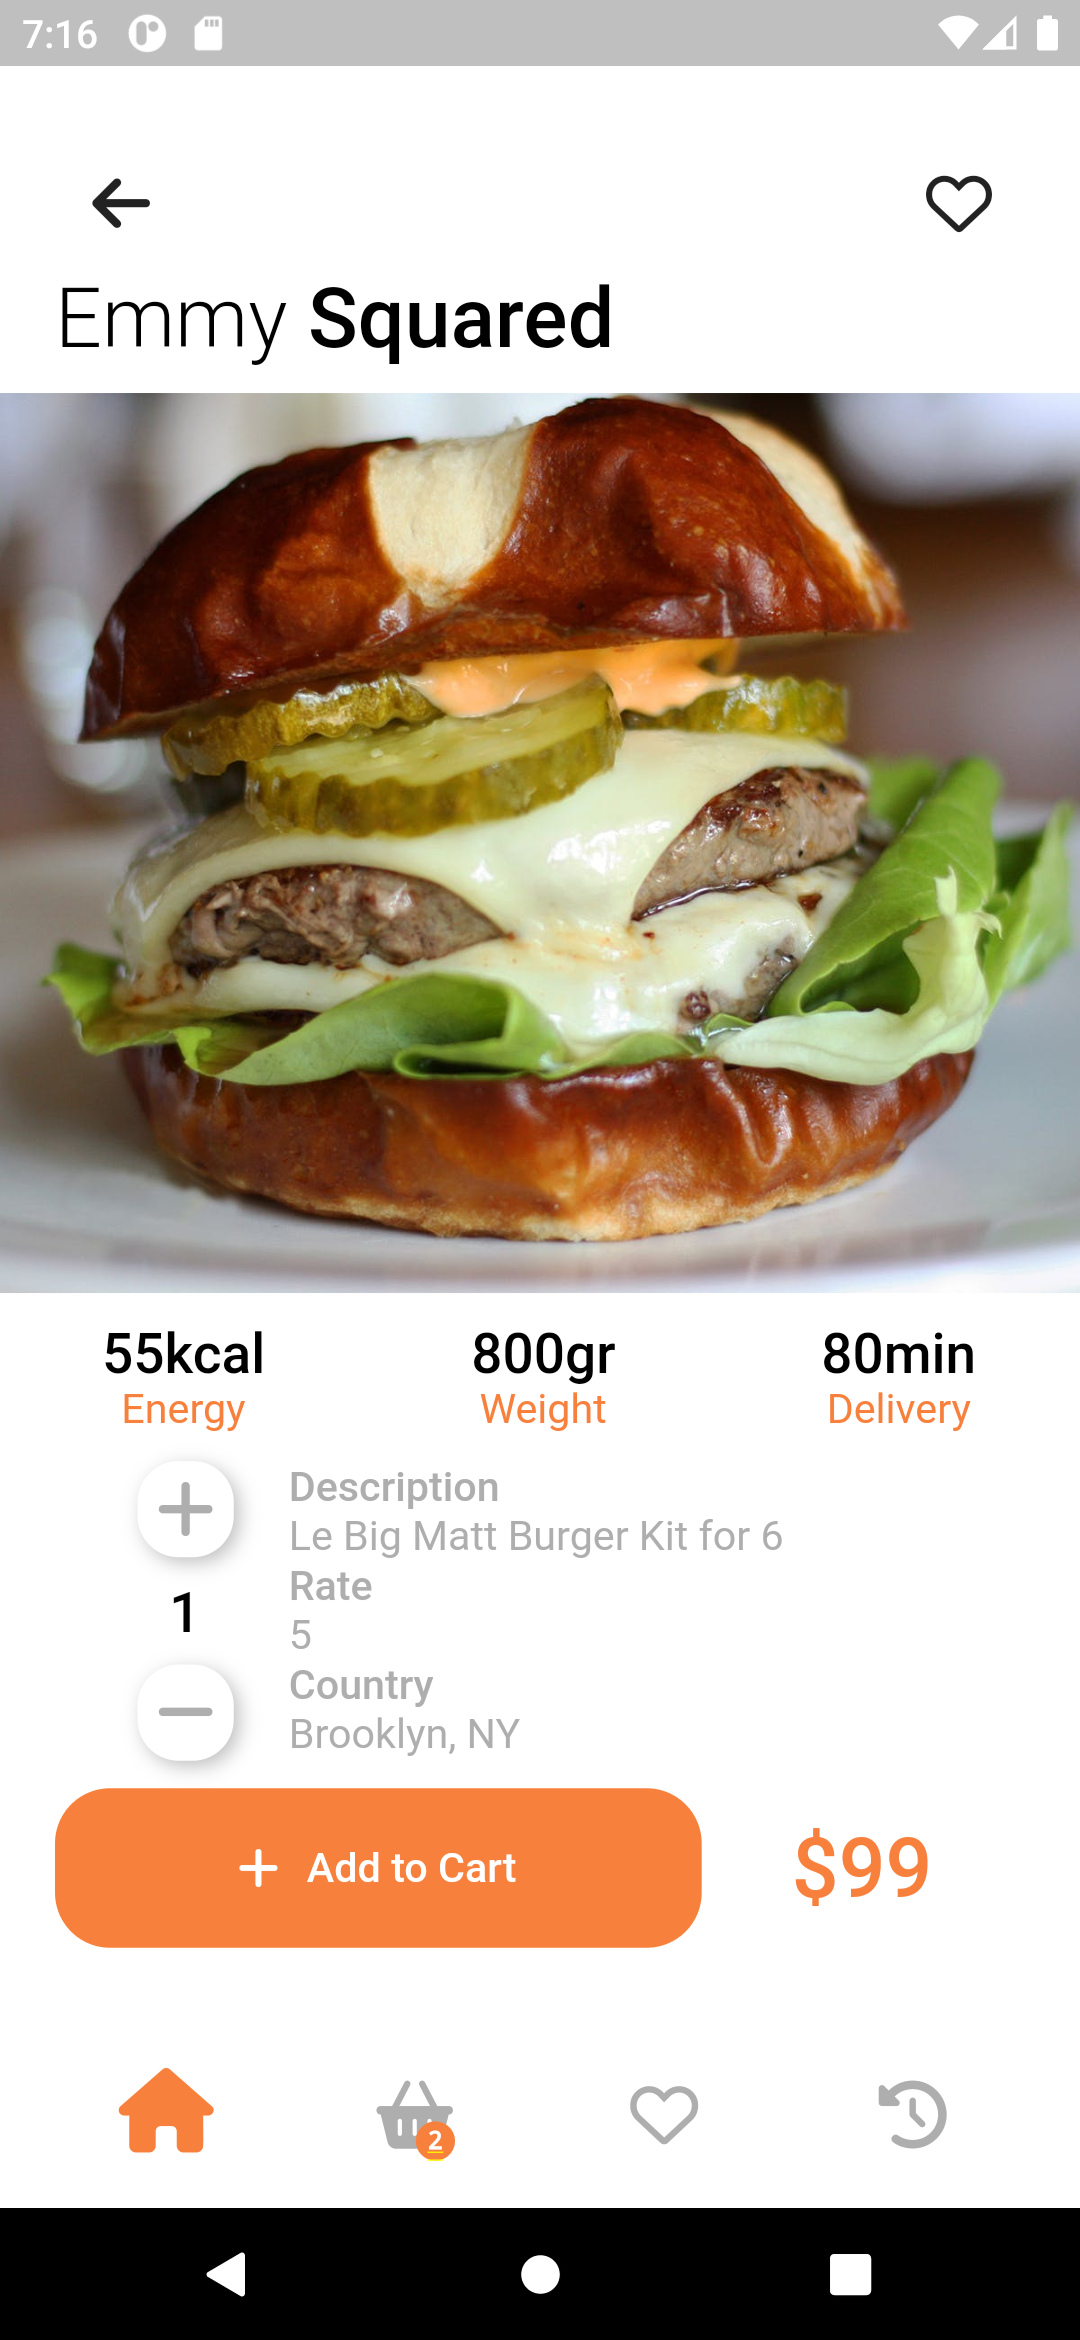 7:16
Emmy Squared
55kcal 800gr 80min
Energy Weight Delivery
Description
Le Big Matt Burger Kit for 6
Rate
5
Country
Brooklyn, NY
1
+ Add to Cart
$99
2